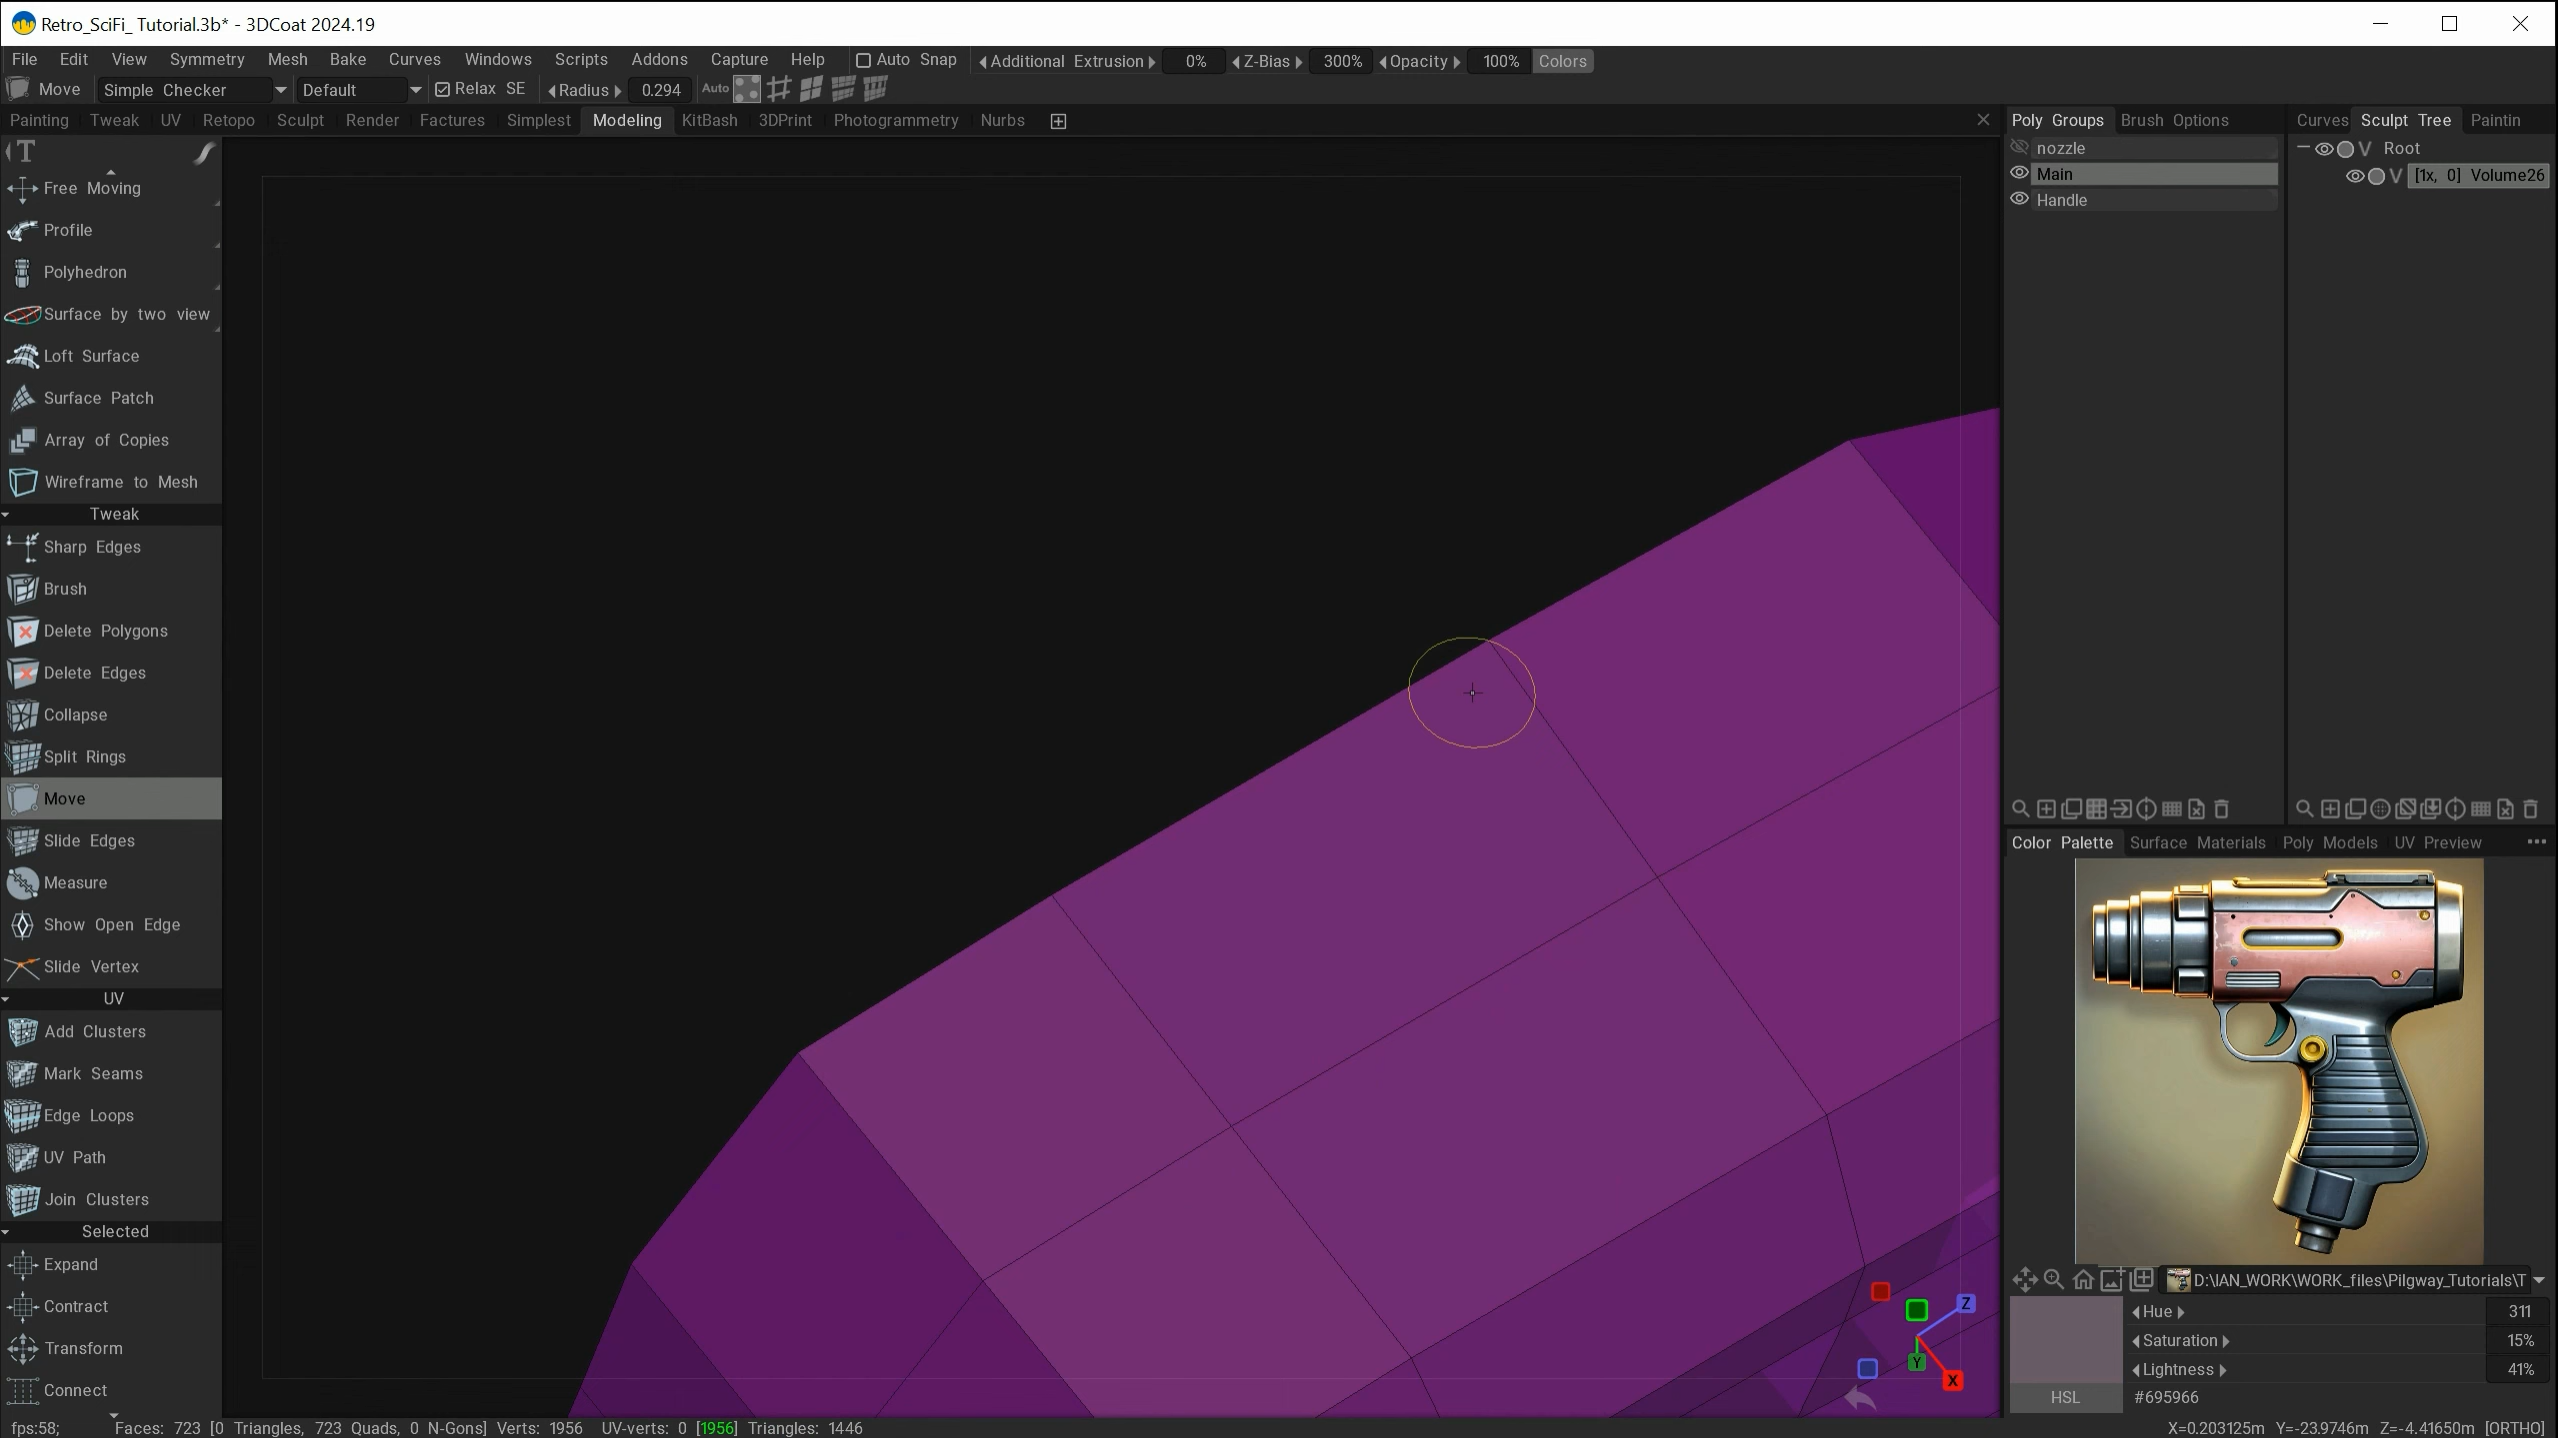 Retro_SciFi_ Tutorial.3b* - 3DCoat 2024.19
File Edit View Symmetry Mesh Bake Curves Windows Scripts Addons Capture Help Auto Snap Additional Extrusion 0% Z-Bias 300% Opacity 100% Colors
Move Simple Checker Default Relax SE Radius 0.294 Auto
Painting Tweak UV Retopo Sculpt Render Factures Simplest Modeling KitBash 3DPrint Photogrammetry Nurbs
Poly Groups Brush Options
nozzle
Main
Handle
Curves Sculpt Tree Paintin
V Root
V [1x, 0] Volume26
T
Free Moving
Profile
Polyhedron
Surface by two view
Loft Surface
Surface Patch
Array of Copies
Wireframe to Mesh
Tweak
Sharp Edges
Brush
Delete Polygons
Delete Edges
Collapse
Split Rings
Move
Slide Edges
Measure
Show Open Edge
Slide Vertex
UV
Add Clusters
Mark Seams
Edge Loops
UV Path
Join Clusters
Selected
Expand
Contract
Transform
Connect
Z
Y
X
Color Palette Surface Materials Poly Models UV Preview
D:\IAN_WORK\WORK_files\Pilgway_Tutorials\T
Hue 311
Saturation 15%
Lightness 41%
HSL #695966
fps:58; Faces: 723 [0 Triangles, 723 Quads, 0 N-Gons] Verts: 1956 UV-verts: 0 [1956] Triangles: 1446
X=0.203125m Y=-23.9746m Z=-4.41650m [ORTHO]